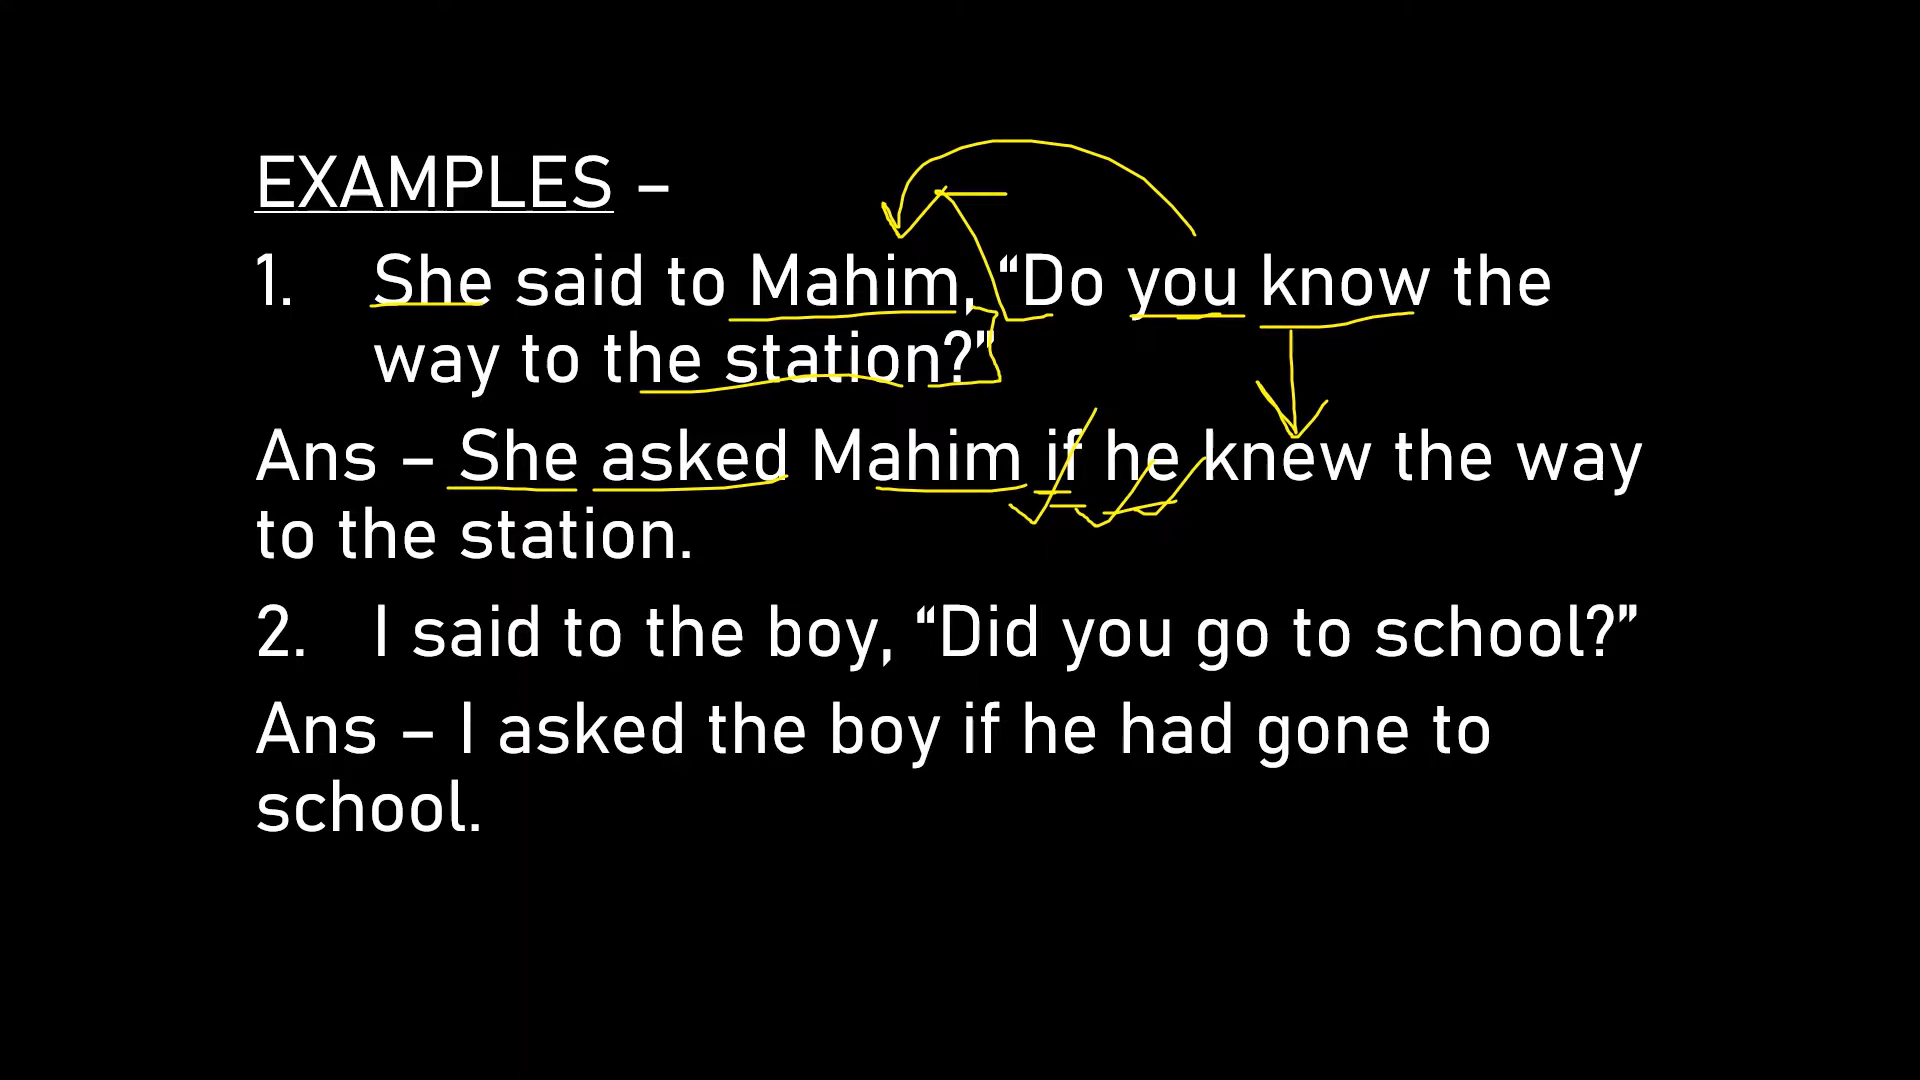 EXAMPLES –
1. She said to Mahim, “Do you know the
way to the station?”
Ans – She asked Mahim if he knew the way
to the station.
2. I said to the boy, “Did you go to school?”
Ans – I asked the boy if he had gone to
school.